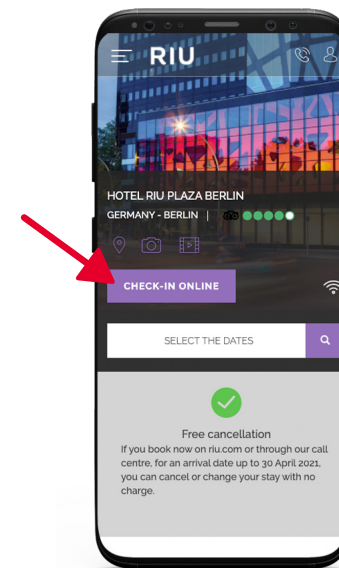 RIU
HOTEL RIU PLAZA BERLIN
GERMANY - BERLIN |
CHECK-IN ONLINE
SELECT THE DATES
Free cancellation
If you book now on riu.com or through our call
centre, for an arrival date up to 30 April 2021,
you can cancel or change your stay with no
charge.